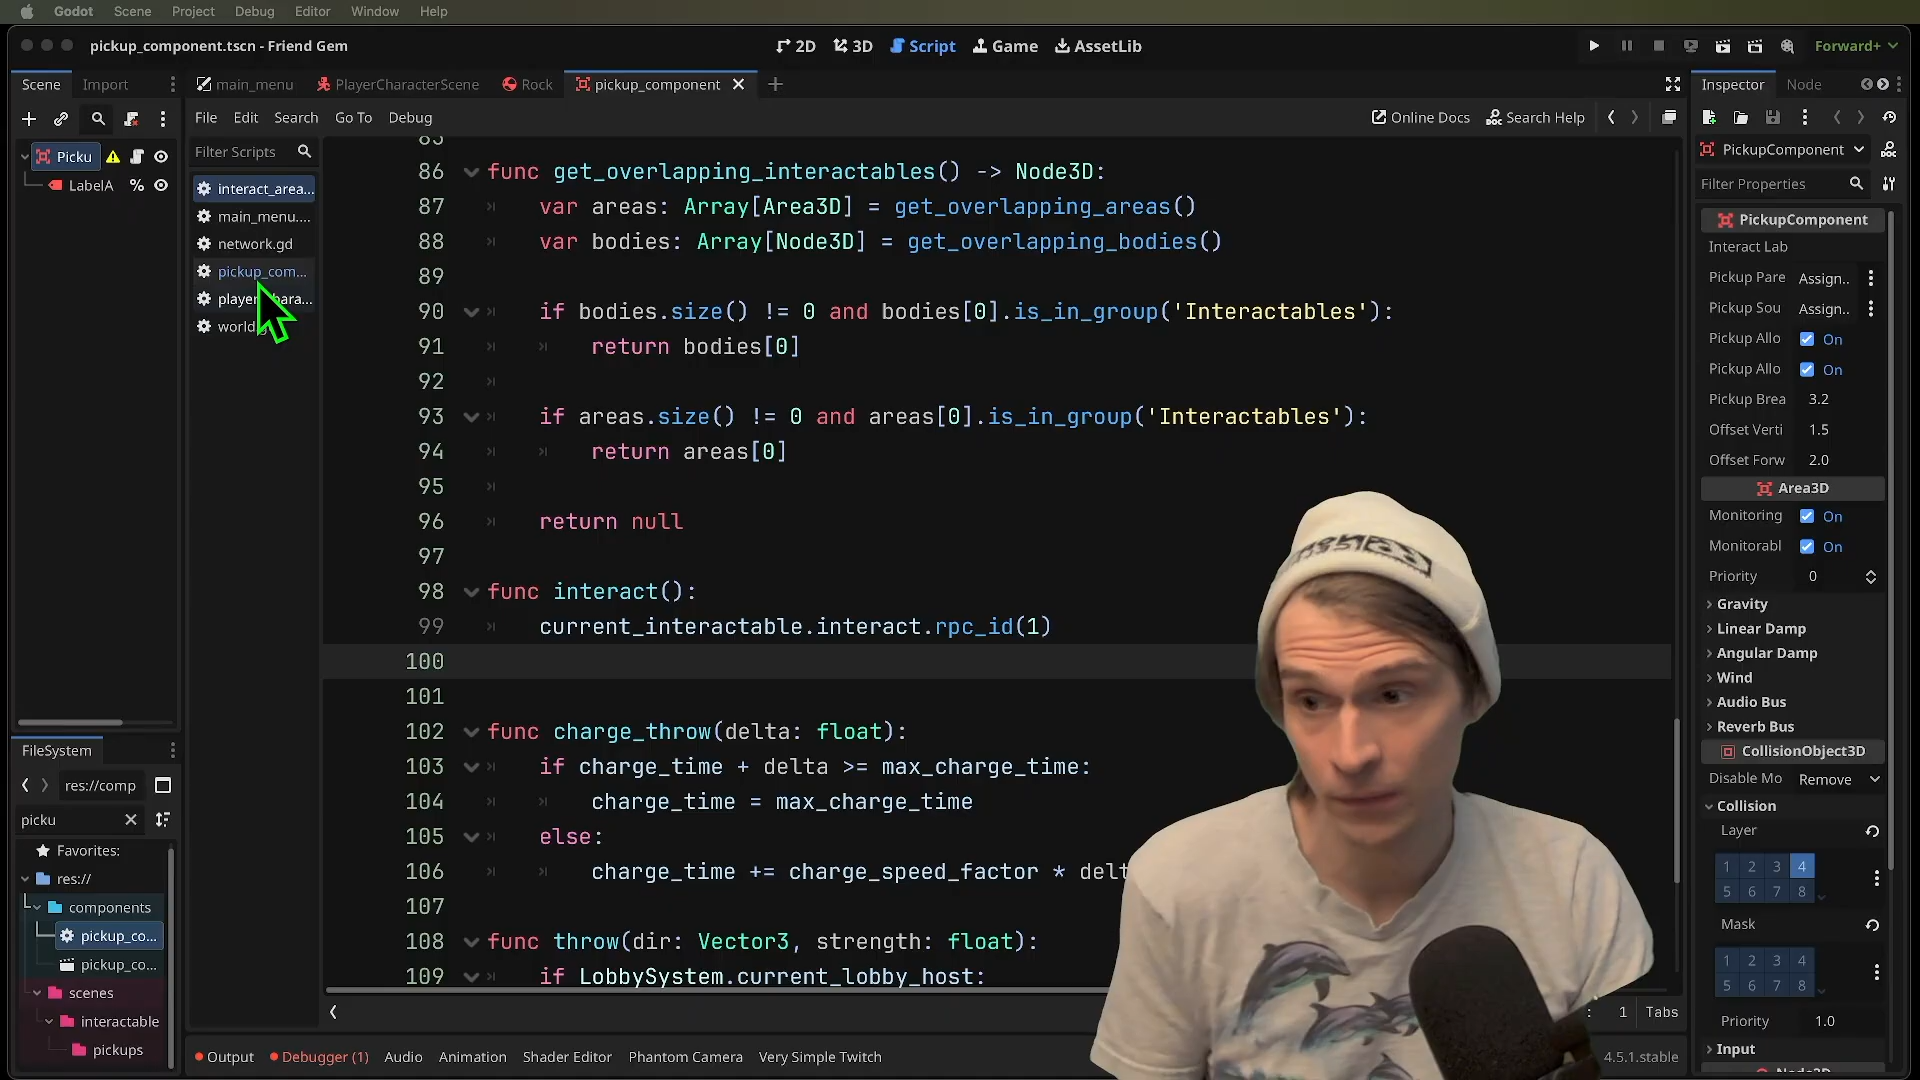 Godot Scene Project Debug Editor Window Help
pickup_component.tscn - Friend Gem
2D 3D Script Game AssetLib
Forward+
Scene Import
main_menu PlayerCharacterScene Rock pickup_component
Inspector Node
File Edit Search Go To Debug
Online Docs Search Help
Picku
LabelA
Filter Scripts
interact_area...
main_menu....
network.gd
pickup_com...
world
86 func get_overlapping_interactables() -> Node3D:
87 var areas: Array[Area3D] = get_overlapping_areas()
88 var bodies: Array[Node3D] = get_overlapping_bodies()
89
90 if bodies.size() != 0 and bodies[0].is_in_group('Interactables'):
91 return bodies[0]
92
93 if areas.size() != 0 and areas[0].is_in_group('Interactables'):
94 return areas[0]
95
96 return null
97
98 func interact():
99 current_interactable.interact.rpc_id(1)
100
101
102 func charge_throw(delta: float):
103 if charge_time + delta >= max_charge_time:
104 charge_time = max_charge_time
105 else:
106 charge_time += charge_speed_factor * delt
107
108 func throw(dir: Vector3, strength: float):
109 if LobbySystem.current_lobby_host:
1 Tabs
Output Debugger (1) Audio Animation Shader Editor Phantom Camera Very Simple Twitch
4.5.1.stable
FileSystem
res://comp
picku
Favorites:
res://
components
pickup_co...
pickup_co...
scenes
interactable
pickups
PickupComponent
Filter Properties
PickupComponent
Interact Lab
Pickup Pare Assign..
Pickup Sou Assign..
Pickup Allo On
Pickup Allo On
Pickup Brea 3.2
Offset Verti 1.5
Offset Forw 2.0
Area3D
Monitoring On
Monitorabl On
Priority 0
Gravity
Linear Damp
Angular Damp
Wind
Audio Bus
Reverb Bus
CollisionObject3D
Disable Mo Remove
Collision
Layer
1 2 3 4
5 6 7 8
Mask
1 2 3 4
5 6 7 8
Priority 1.0
Input